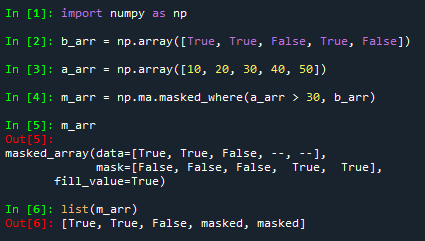 In [1]: import numpy as np
In [2]: b_arr = np.array([True, True, False, True, False])
In [3]: a_arr = np.array([10, 20, 30, 40, 50])
In [4]: m_arr = np.ma.masked_where(a_arr > 30, b_arr)
In [5]: m_arr
Out[5]:
masked_array(data=[True, True, False, --, --],
             mask=[False, False, False,  True,  True],
       fill_value=True)
In [6]: list(m_arr)
Out[6]: [True, True, False, masked, masked]